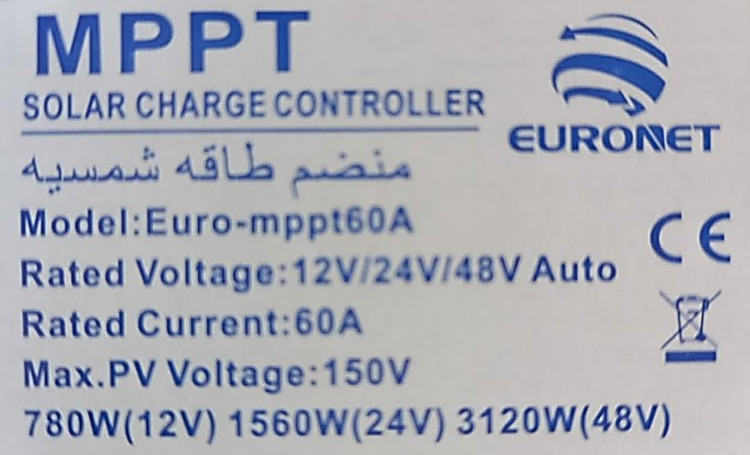 MPPT
SOLAR CHARGE CONTROLLER
EURONET
منضم طاقه شمسيه
Model:Euro-mppt60A
CE
Rated Voltage:12V/24V/48V Auto
Rated Current:60A
Max.PV Voltage:150V
780W(12V) 1560W(24V) 3120W(48V)